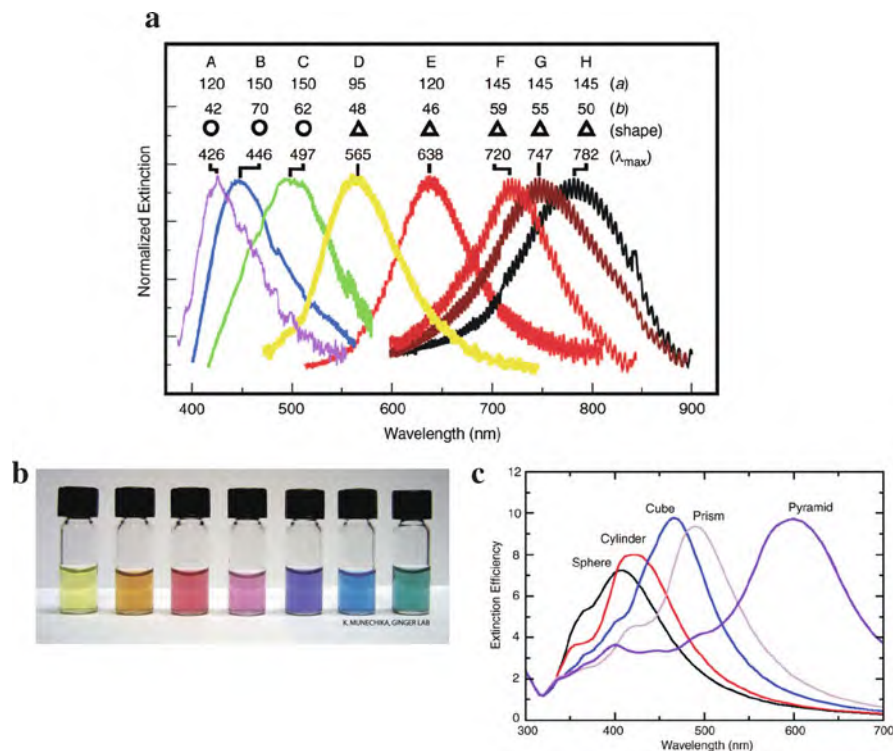 a
A B C D E F G H
120 150 150 95 120 145 145 145 (a)
42 70 62 48 46 59 55 50 (b)
(shape)
426 446 497 565 638 720 747 782 (λmax)
Normalized Extinction
400 500 600 700 800 900
Wavelength (nm)
b
K. MUNECHIKA, GINGER LAB
c
12
10
8
6
4
2
0
Extinction Efficiency
Sphere
Cylinder
Cube
Prism
Pyramid
300 400 500 600 700
Wavelength (nm)